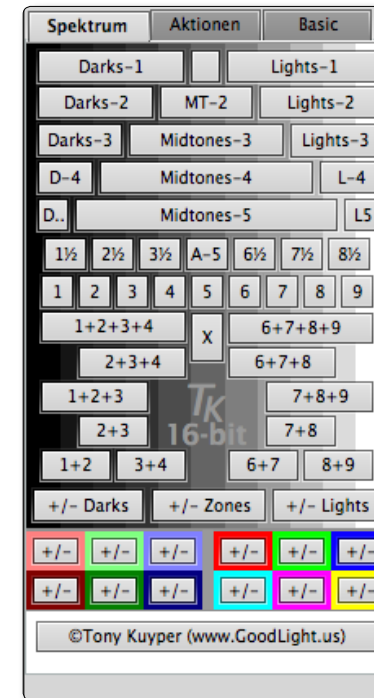 Spektrum Aktionen Basic
Darks-1 Lights-1
Darks-2 MT-2 Lights-2
Darks-3 Midtones-3 Lights-3
D-4 Midtones-4 L-4
D.. Midtones-5 L5
1½ 2½ 3½ A-5 6½ 7½ 8½
1 2 3 4 5 6 7 8 9
1+2+3+4 X 6+7+8+9
2+3+4 6+7+8
1+2+3 TK 7+8+9
2+3 16-bit 7+8
1+2 3+4 6+7 8+9
+/- Darks +/- Zones +/- Lights
+/- +/- +/- +/- +/- +/-
+/- +/- +/- +/- +/- +/-
©Tony Kuyper (www.GoodLight.us)